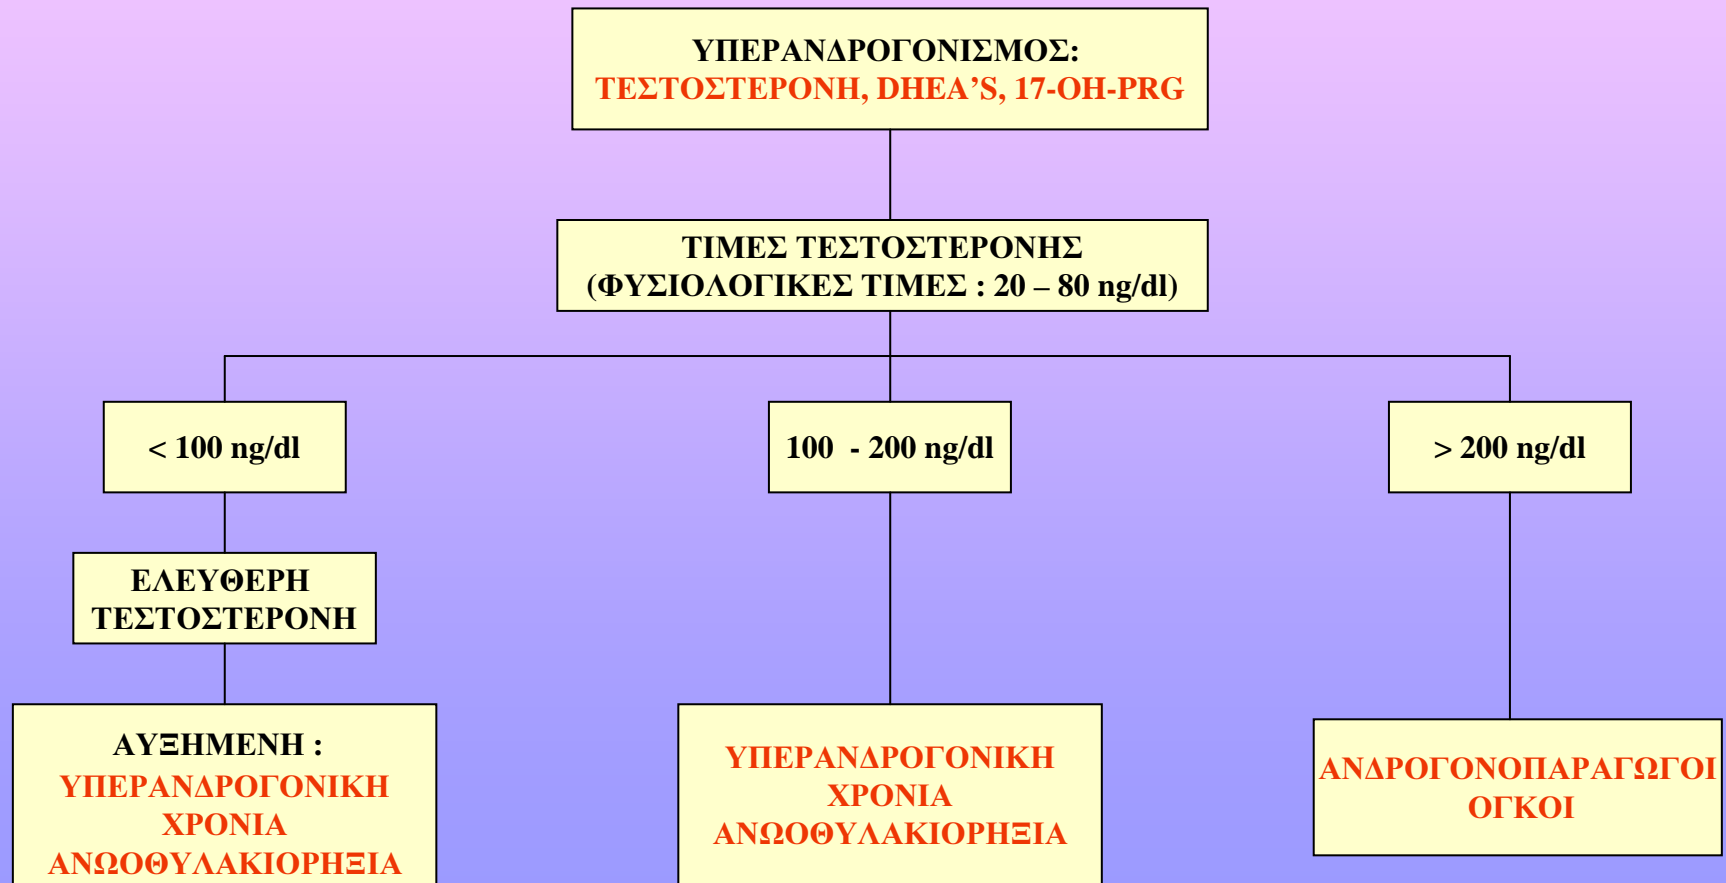 ΥΠΕΡΑΝΔΡΟΓΟΝΙΣΜΟΣ:
ΤΕΣΤΟΣΤΕΡΟΝΗ, DHEA’S, 17-OH-PRG
ΤΙΜΕΣ ΤΕΣΤΟΣΤΕΡΟΝΗΣ
(ΦΥΣΙΟΛΟΓΙΚΕΣ ΤΙΜΕΣ : 20 – 80 ng/dl)
< 100 ng/dl
100 - 200 ng/dl
> 200 ng/dl
ΕΛΕΥΘΕΡΗ
ΤΕΣΤΟΣΤΕΡΟΝΗ
ΑΥΞΗΜΕΝΗ :
ΥΠΕΡΑΝΔΡΟΓΟΝΙΚΗ
ΧΡΟΝΙΑ
ΑΝΩΟΘΥΛΑΚΙΟΡΗΞΙΑ
ΥΠΕΡΑΝΔΡΟΓΟΝΙΚΗ
ΧΡΟΝΙΑ
ΑΝΩΟΘΥΛΑΚΙΟΡΗΞΙΑ
ΑΝΔΡΟΓΟΝΟΠΑΡΑΓΩΓΟΙ
ΟΓΚΟΙ